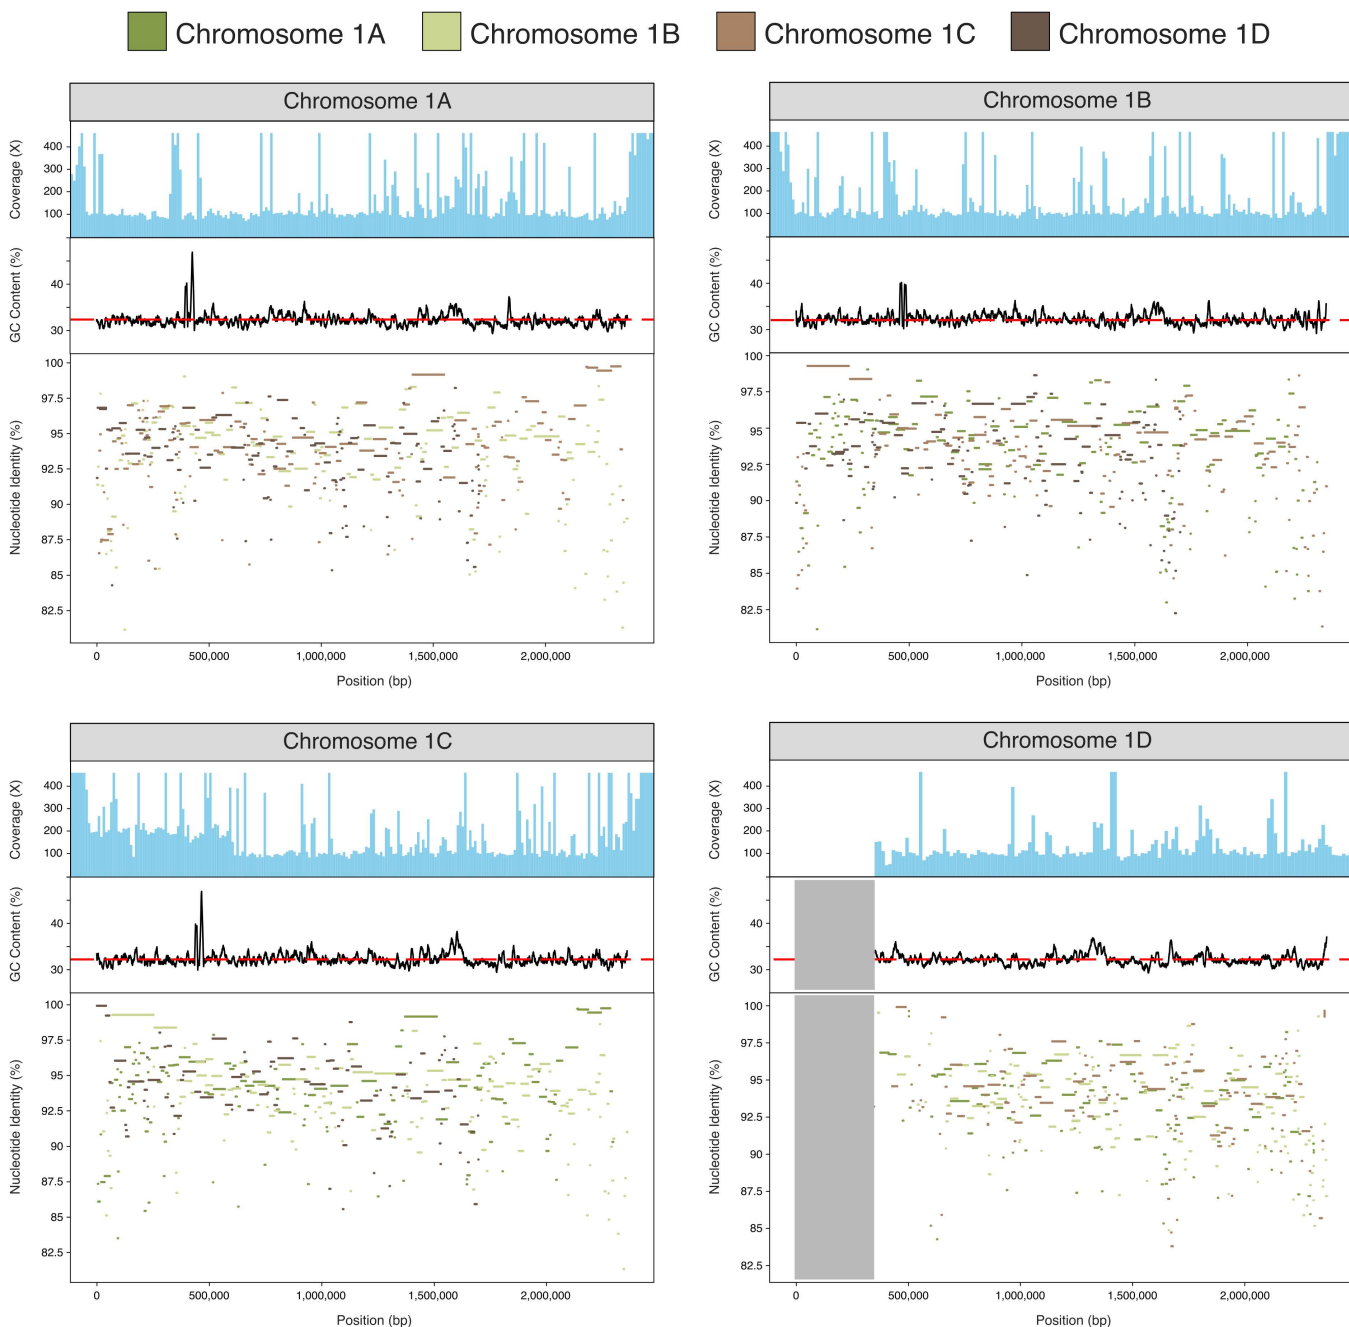 Chromosome 1A Chromosome 1B Chromosome 1C Chromosome 1D
Chromosome 1A
Coverage (X)
400
300
200
100
GC Content (%)
40
30
Nucleotide Identity (%)
100
97.5
95
92.5
90
87.5
85
82.5
0 500,000 1,000,000 1,500,000 2,000,000
Position (bp)
Chromosome 1B
Coverage (X)
400
300
200
100
GC Content (%)
40
30
Nucleotide Identity (%)
100
97.5
95
92.5
90
87.5
85
82.5
0 500,000 1,000,000 1,500,000 2,000,000
Position (bp)
Chromosome 1C
Coverage (X)
400
300
200
100
GC Content (%)
40
30
Nucleotide Identity (%)
100
97.5
95
92.5
90
87.5
85
82.5
0 500,000 1,000,000 1,500,000 2,000,000
Position (bp)
Chromosome 1D
Coverage (X)
400
300
200
100
GC Content (%)
40
30
Nucleotide Identity (%)
100
97.5
95
92.5
90
87.5
85
82.5
0 500,000 1,000,000 1,500,000 2,000,000
Position (bp)